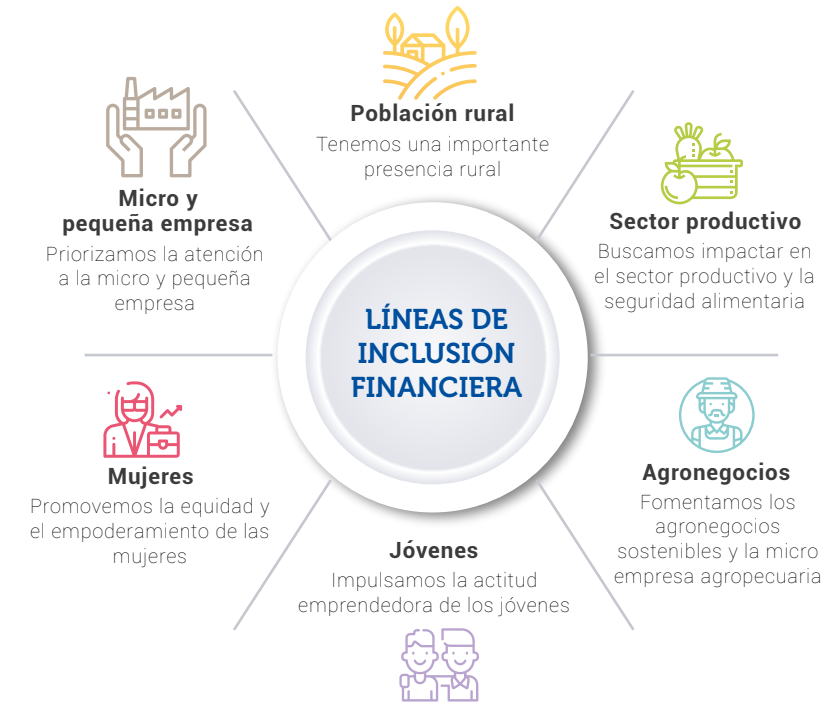 Población rural
Tenemos una importante
presencia rural
Micro y
pequeña empresa
Priorizamos la atención
a la micro y pequeña
empresa
Sector productivo
Buscamos impactar en
el sector productivo y la
seguridad alimentaria
LÍNEAS DE
INCLUSIÓN
FINANCIERA
Mujeres
Promovemos la equidad y
el empoderamiento de las
mujeres
Agronegocios
Fomentamos los
agronegocios
sostenibles y la micro
empresa agropecuaria
Jóvenes
Impulsamos la actitud
emprendedora de los jóvenes